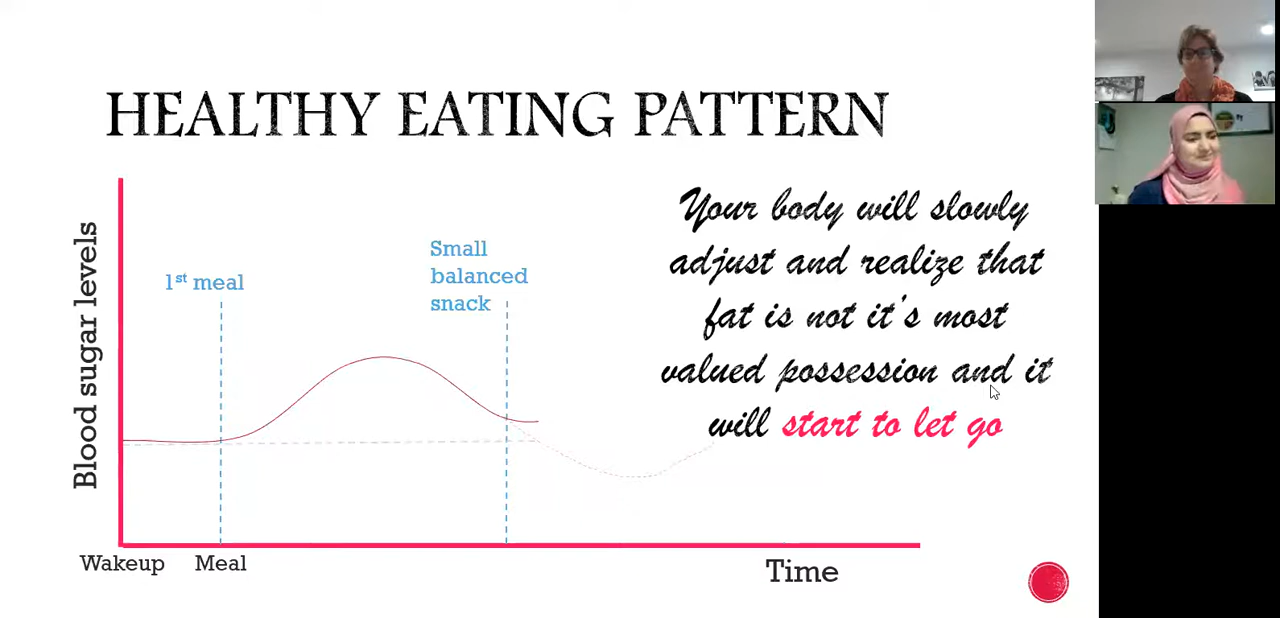 HEALTHY EATING PATTERN
Your body will slowly
adjust and realize that
fat is not it's most
valued possession and it
will start to let go
Small
balanced
snack
1st meal
Blood sugar levels
Wakeup
Meal
Time